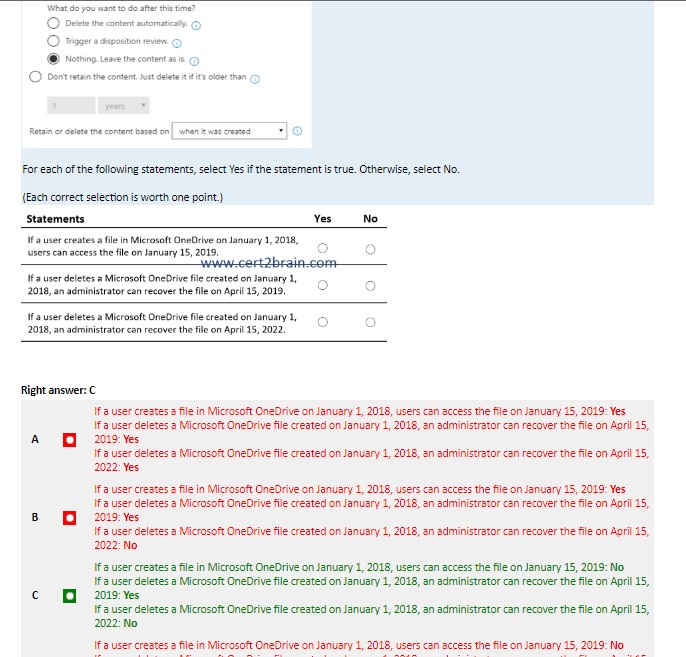 What do you want to do after this time?
Delete the content automatically.
Trigger a disposition review.
Nothing. Leave the content as is.
Don't retain the content. Just delete it if it's older than
1 years
Retain or delete the content based on when it was created
For each of the following statements, select Yes if the statement is true. Otherwise, select No.
(Each correct selection is worth one point.)
Statements Yes No
If a user creates a file in Microsoft OneDrive on January 1, 2018,
users can access the file on January 15, 2019.
www.cert2brain.com
If a user deletes a Microsoft OneDrive file created on January 1,
2018, an administrator can recover the file on April 15, 2019.
If a user deletes a Microsoft OneDrive file created on January 1,
2018, an administrator can recover the file on April 15, 2022.
Right answer: C
A
If a user creates a file in Microsoft OneDrive on January 1, 2018, users can access the file on January 15, 2019: Yes
If a user deletes a Microsoft OneDrive file created on January 1, 2018, an administrator can recover the file on April 15,
2019: Yes
If a user deletes a Microsoft OneDrive file created on January 1, 2018, an administrator can recover the file on April 15,
2022: Yes
B
If a user creates a file in Microsoft OneDrive on January 1, 2018, users can access the file on January 15, 2019: Yes
If a user deletes a Microsoft OneDrive file created on January 1, 2018, an administrator can recover the file on April 15,
2019: Yes
If a user deletes a Microsoft OneDrive file created on January 1, 2018, an administrator can recover the file on April 15,
2022: No
C
If a user creates a file in Microsoft OneDrive on January 1, 2018, users can access the file on January 15, 2019: No
If a user deletes a Microsoft OneDrive file created on January 1, 2018, an administrator can recover the file on April 15,
2019: Yes
If a user deletes a Microsoft OneDrive file created on January 1, 2018, an administrator can recover the file on April 15,
2022: No
If a user creates a file in Microsoft OneDrive on January 1, 2018, users can access the file on January 15, 2019: No